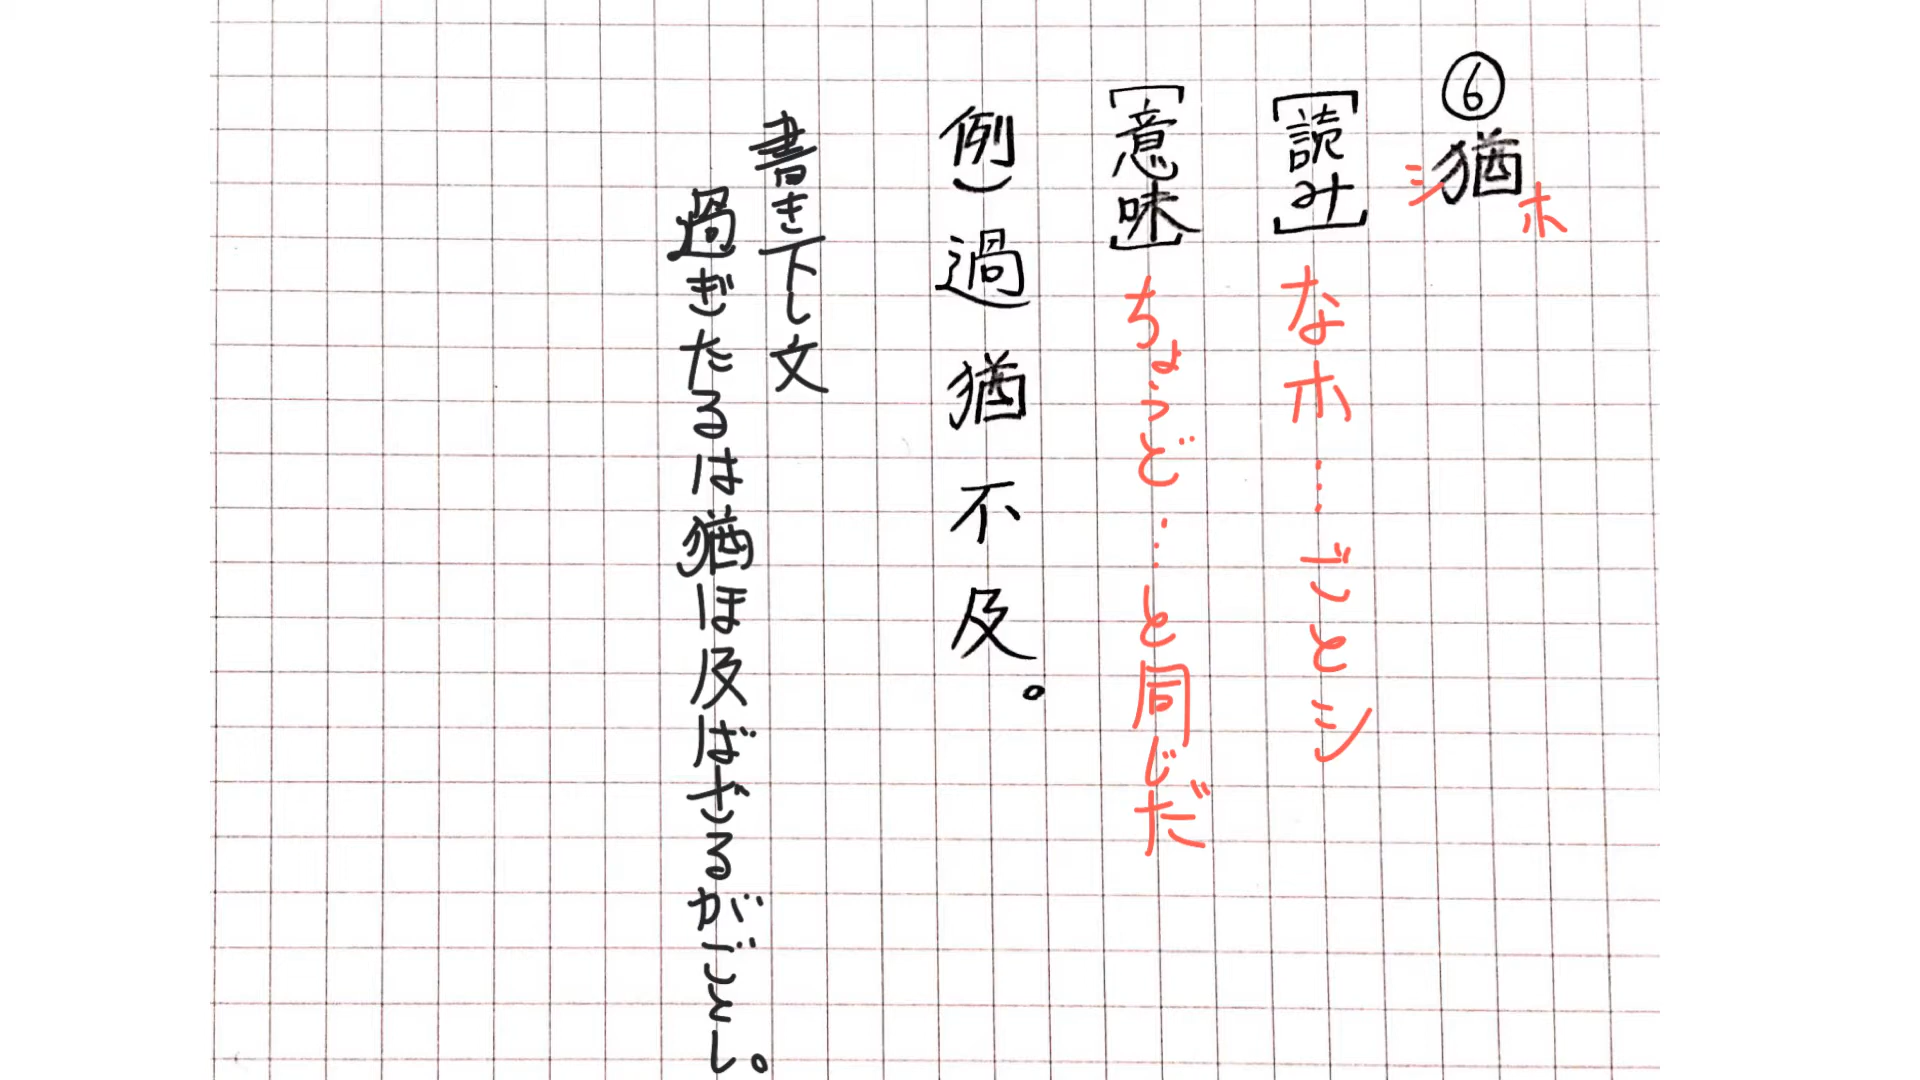 ⑥猶ホシ
[読み]なホ…ごとシ
[意味]ちょうど…と同じだ
例)過猶不及。
書き下し文
過ぎたるは猶ほ及ばざるがごとし。